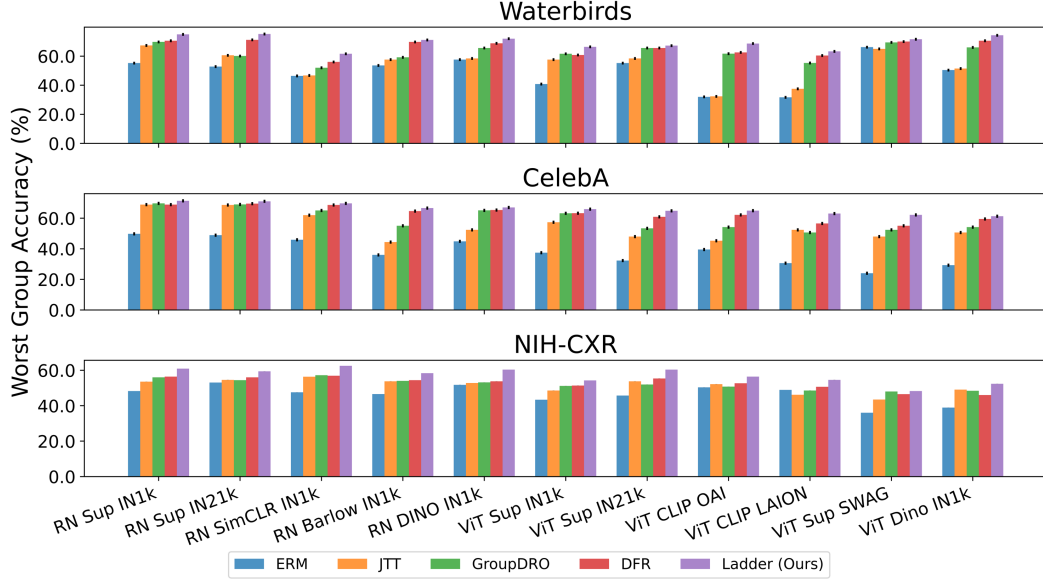 Waterbirds
60.0
40.0
20.0
0.0
CelebA
60.0
40.0
20.0
0.0
NIH-CXR
60.0
40.0
20.0
0.0
Worst Group Accuracy (%)
RN Sup IN1k
RN Sup IN21k
RN SimCLR IN1k
RN Barlow IN1k
RN DINO IN1k
ViT Sup IN1k
ViT Sup IN21k
ViT CLIP OAI
ViT CLIP LAION
ViT Sup SWAG
ViT Dino IN1k
ERM JTT GroupDRO DFR Ladder (Ours)